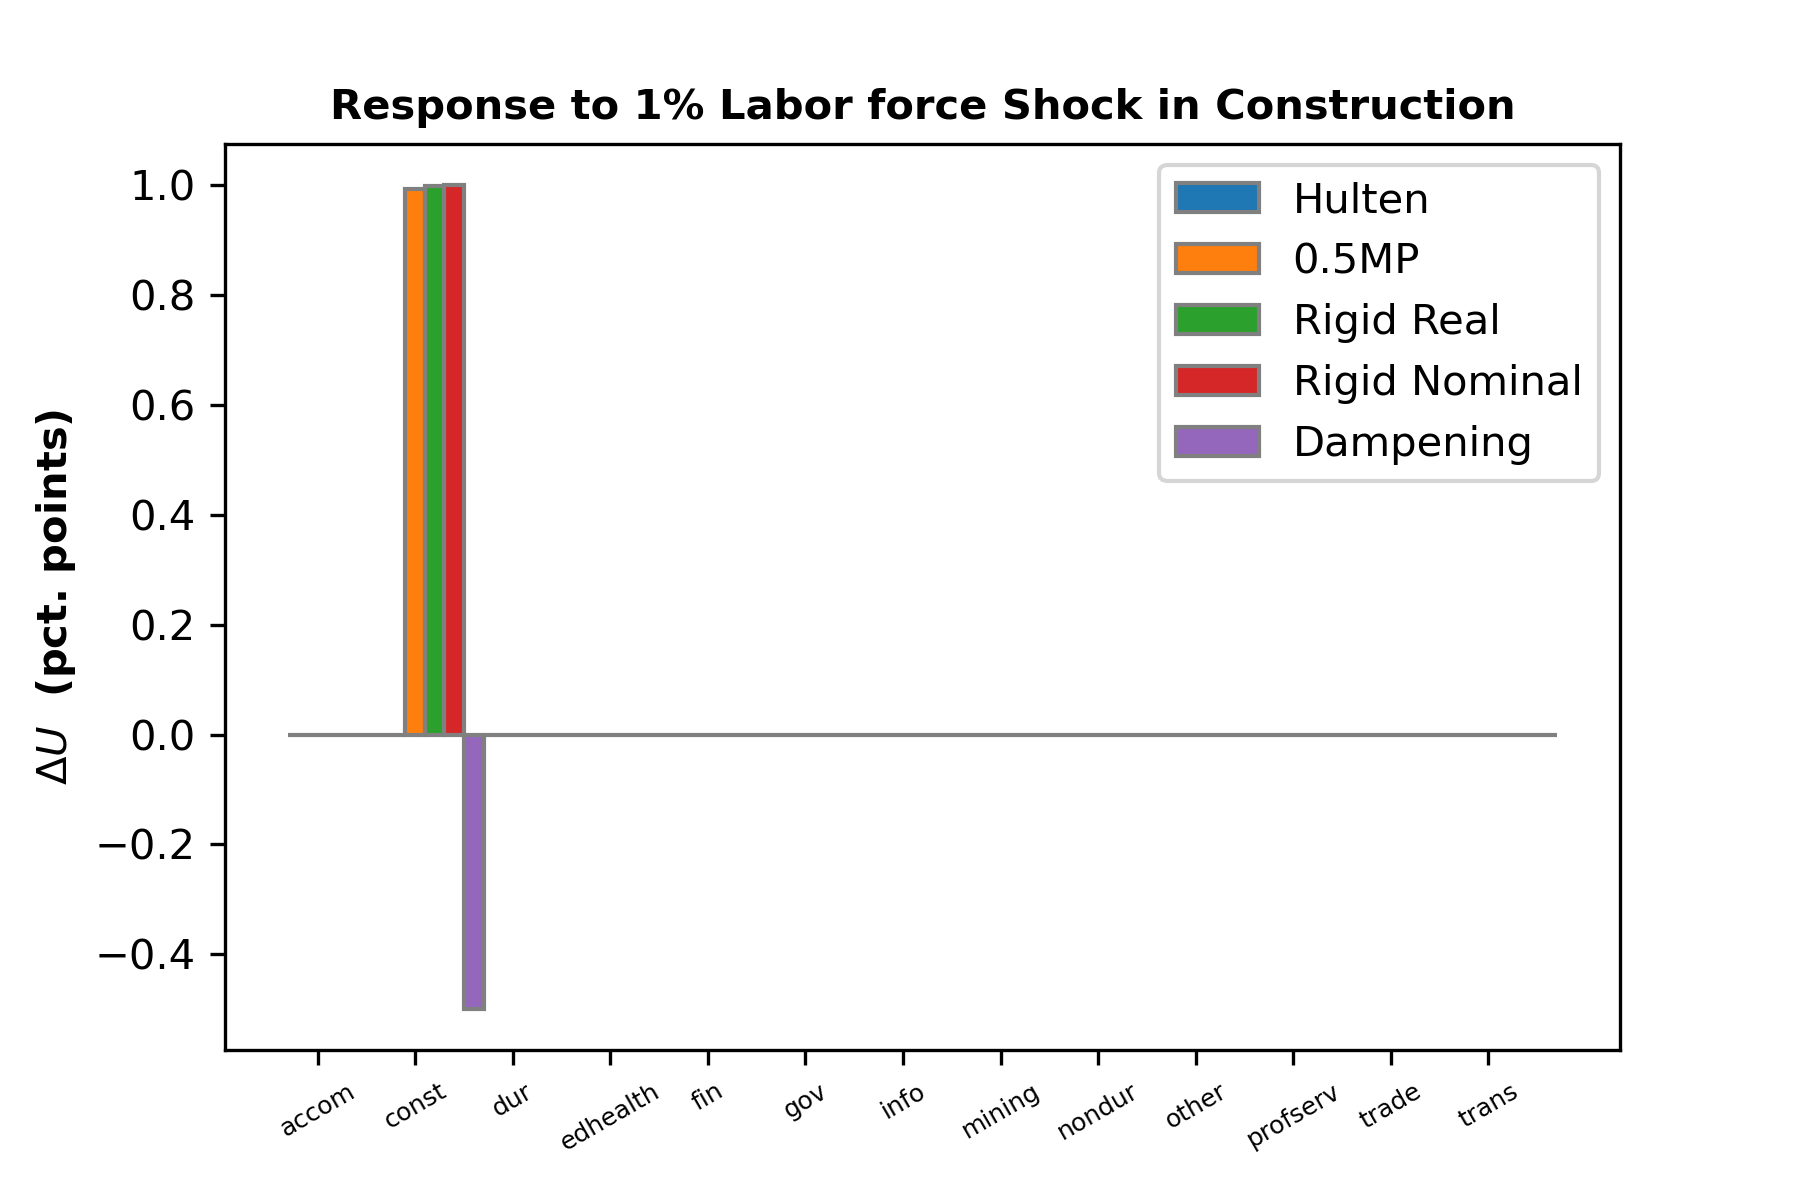 Response to 1% Labor force Shock in Construction
ΔU (pct. points)
1.0
0.8
0.6
0.4
0.2
0.0
−0.2
−0.4
Hulten
0.5MP
Rigid Real
Rigid Nominal
Dampening
accom const dur edhealth fin gov info mining nondur other profserv trade trans